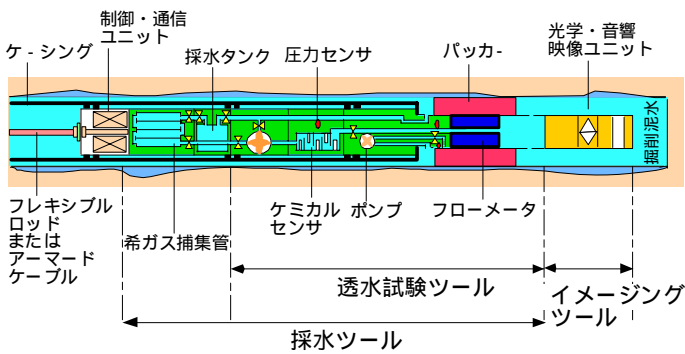 制御・通信
ユニット
ケ-シング
採水タンク
圧力センサ
パッカ-
光学・音響
映像ユニット
掘削泥水
フレキシブル
ロッド
または
アーマード
ケーブル
希ガス捕集管
ケミカル
センサ
ポンプ
フローメータ
透水試験ツール
イメージング
ツール
採水ツール